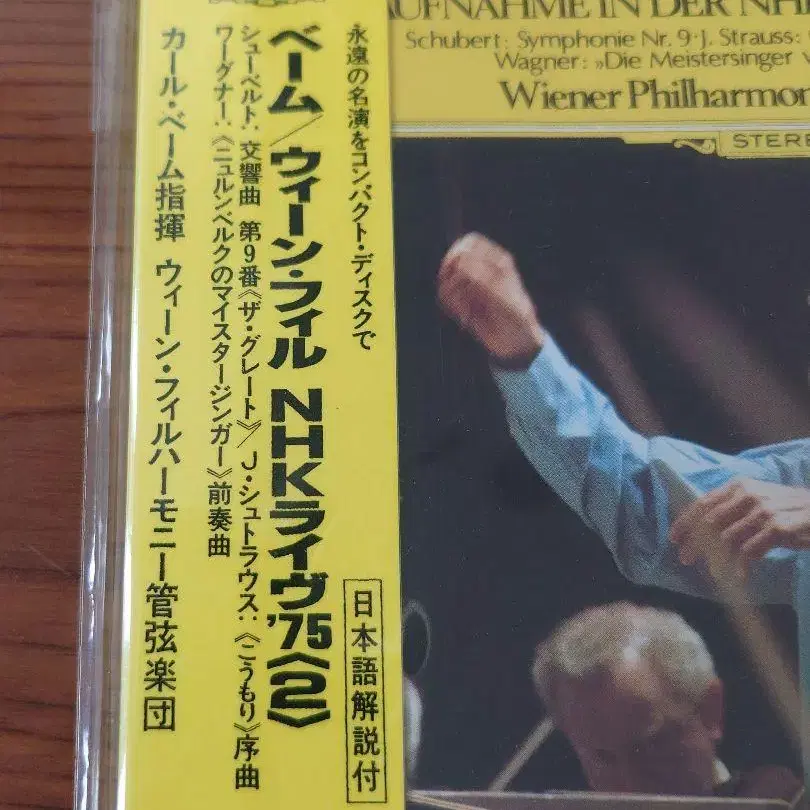 永遠の名演をコンパクト・ディスクで
日本語解説付
ベーム/ウィーン・フィル NHKライヴ'75〈2〉
シューベルト:交響曲 第9番《ザ・グレート》/J・シュトラウス:《こうもり》序曲
ワーグナー:《ニュルンベルクのマイスタージンガー》前奏曲
カール・ベーム指揮 ウィーン・フィルハーモニー管弦楽団
AUFNAHME IN DER NH
Schubert: Symphonie Nr. 9·J. Strauss:
Wagner: »Die Meistersinger v
Wiener Philharmon
STERE